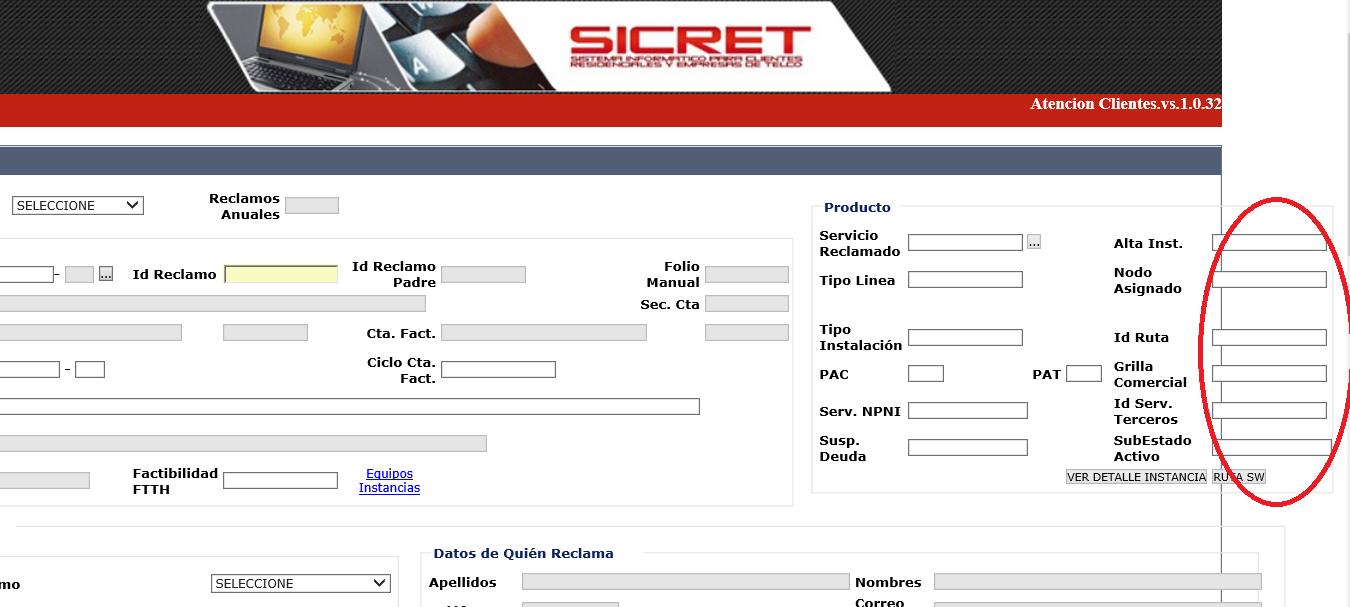 SICRET
SISTEMA INFORMATICO PARA CLIENTES
RESIDENCIALES Y EMPRESAS DE TELCO
Atencion Clientes.vs.1.0.32
SELECCIONE
Reclamos
Anuales
- ...
Id Reclamo
Id Reclamo
Padre
Folio
Manual
Sec. Cta
Cta. Fact.
-
Ciclo Cta.
Fact.
Factibilidad
FTTH
Equipos
Instancias
Producto
Servicio
Reclamado
...
Alta Inst.
Tipo Linea
Nodo
Asignado
Tipo
Instalación
Id Ruta
PAC
PAT
Grilla
Comercial
Serv. NPNI
Id Serv.
Terceros
Susp.
Deuda
SubEstado
Activo
VER DETALLE INSTANCIA
RUTA SW
mo
SELECCIONE
Datos de Quién Reclama
Apellidos
Nombres
Correo